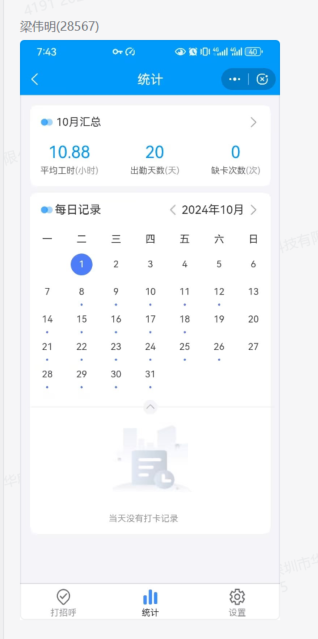 梁伟明(28567)
7:43
40
统计
10月汇总
10.88 20 0
平均工时(小时) 出勤天数(天) 缺卡次数(次)
每日记录 2024年10月
一 二 三 四 五 六 日
1 2 3 4 5 6
7 8 9 10 11 12 13
14 15 16 17 18 19 20
21 22 23 24 25 26 27
28 29 30 31
当天没有打卡记录
打招呼 统计 设置